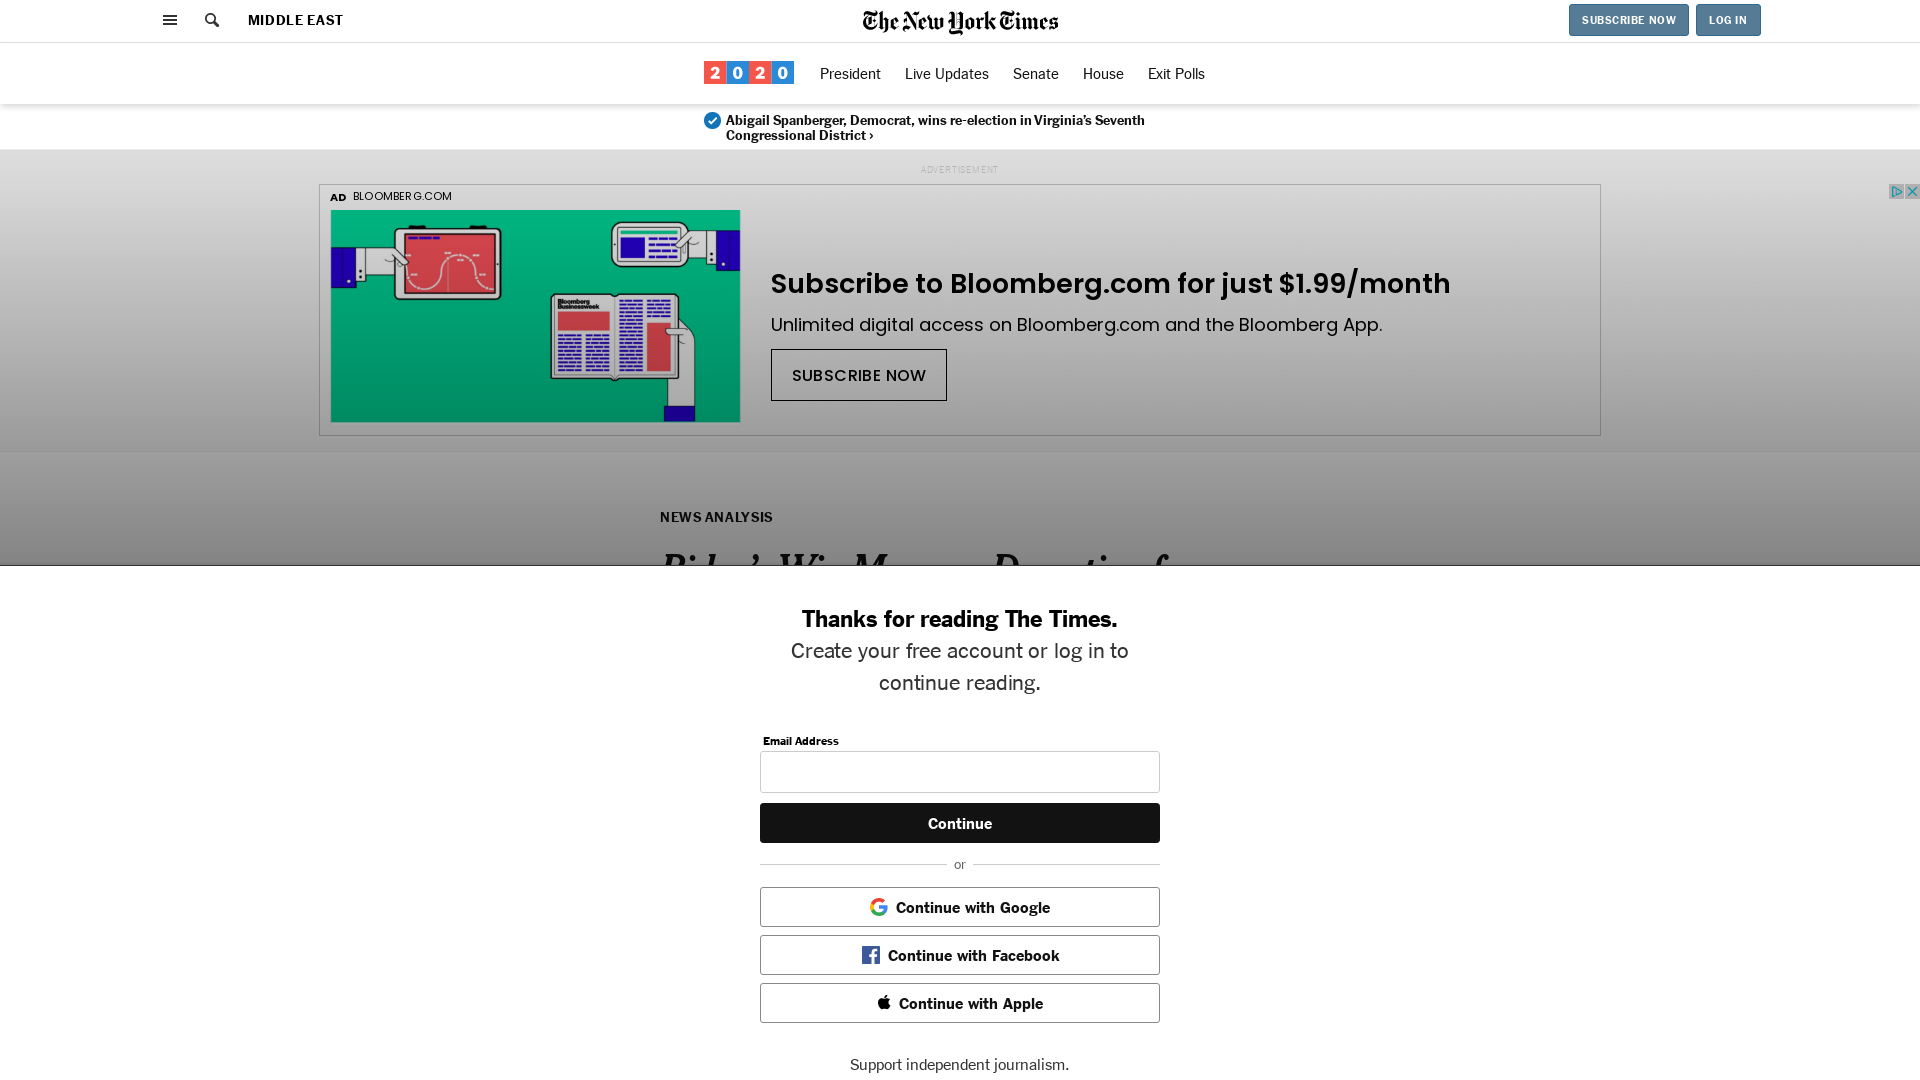 MIDDLE EAST
The New York Times
SUBSCRIBE NOW
LOG IN
2020
President
Live Updates
Senate
House
Exit Polls
Abigail Spanberger, Democrat, wins re-election in Virginia’s Seventh
Congressional District ›
ADVERTISEMENT
AD BLOOMBERG.COM
Bloomberg
Businessweek
Subscribe to Bloomberg.com for just $1.99/month
Unlimited digital access on Bloomberg.com and the Bloomberg App.
SUBSCRIBE NOW
NEWS ANALYSIS
Thanks for reading The Times.
Create your free account or log in to
continue reading.
Email Address
Continue
or
Continue with Google
Continue with Facebook
Continue with Apple
Support independent journalism.